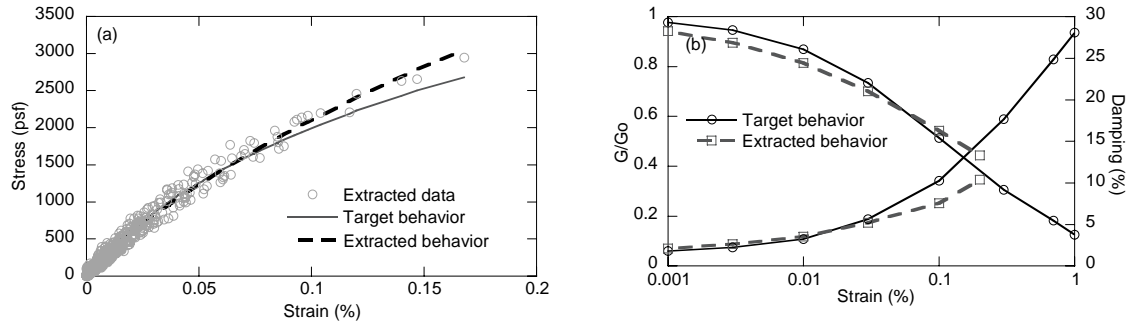 (a)
3500
3000
2500
2000
1500
1000
500
0
Stress (psf)
Extracted data
Target behavior
Extracted behavior
0 0.05 0.1 0.15 0.2
Strain (%)
(b)
1
0.8
0.6
0.4
0.2
0
G/Go
Target behavior
Extracted behavior
30
25
20
15
10
5
0
Damping (%)
0.001 0.01 0.1 1
Strain (%)